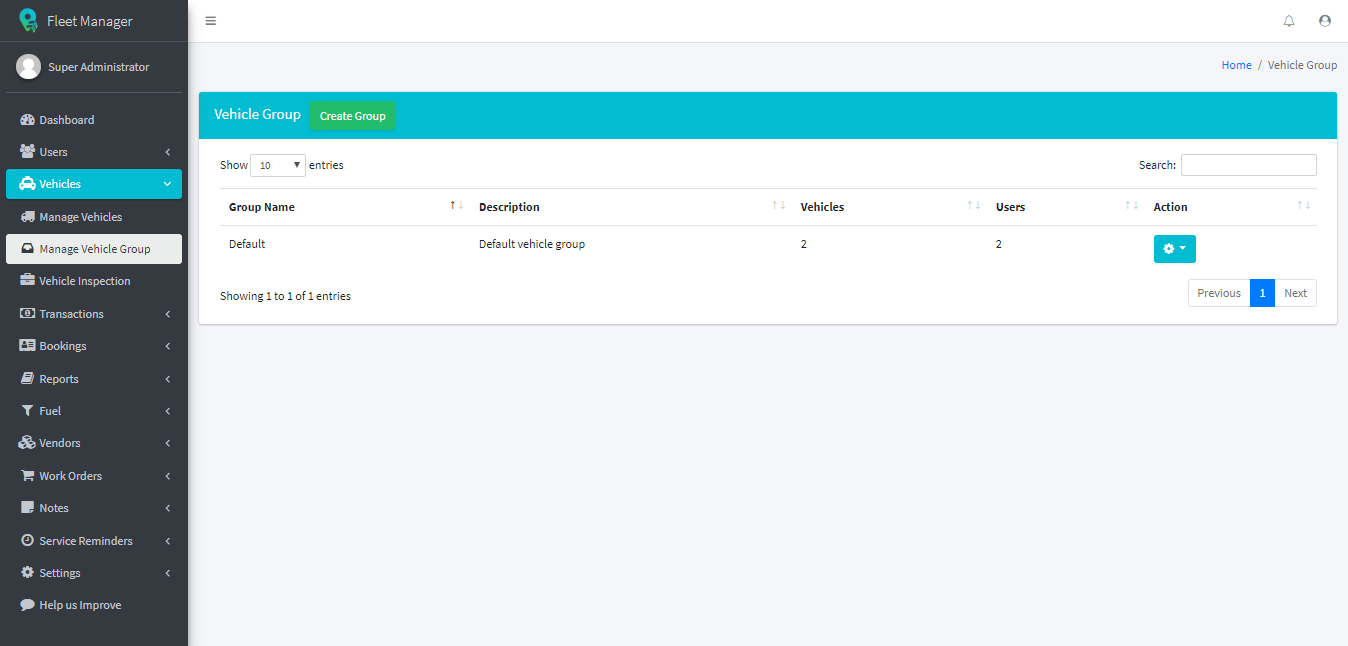 Fleet Manager
Super Administrator
Dashboard
Users
Vehicles
Manage Vehicles
Manage Vehicle Group
Vehicle Inspection
Transactions
Bookings
Reports
Fuel
Vendors
Work Orders
Notes
Service Reminders
Settings
Help us Improve
Home / Vehicle Group
Vehicle Group Create Group
Show 10 entries Search:
Group Name Description Vehicles Users Action
Default Default vehicle group 2 2
Showing 1 to 1 of 1 entries Previous 1 Next